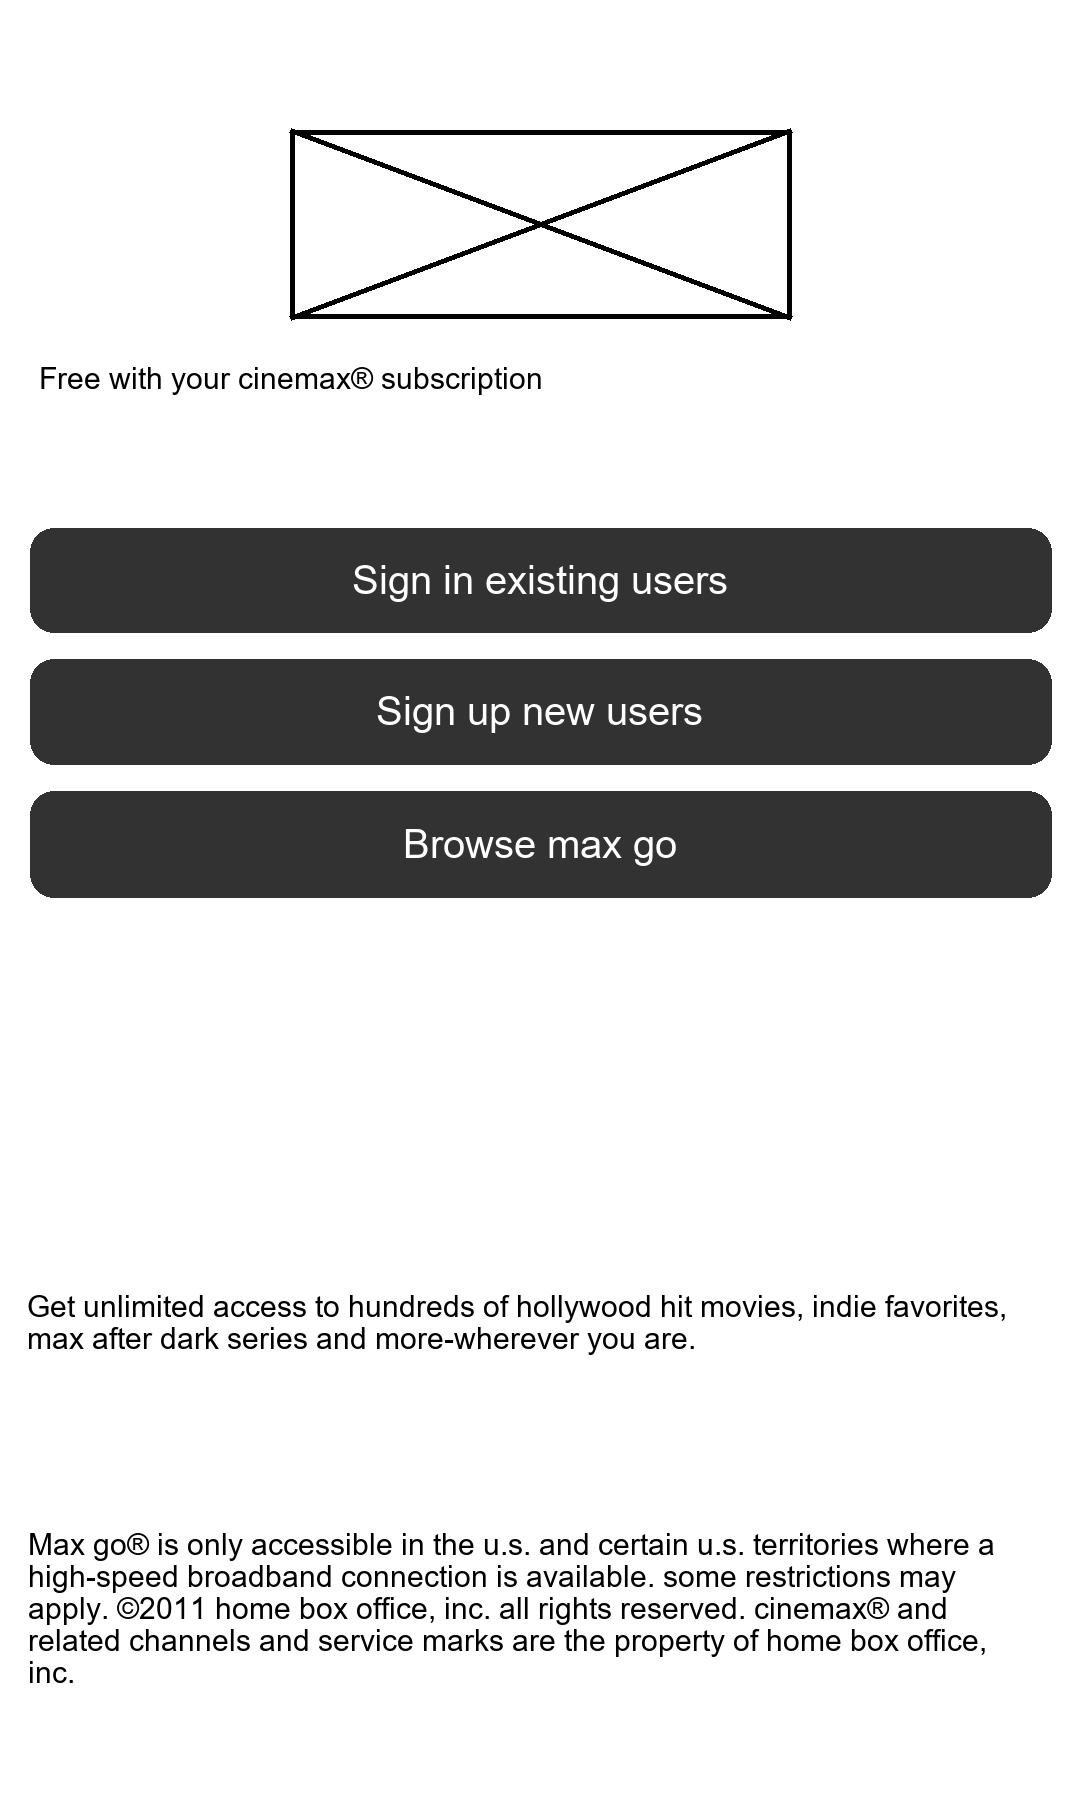 Free with your cinemax® subscription
Sign in existing users
Sign up new users
Browse max go
Get unlimited access to hundreds of hollywood hit movies, indie favorites,
max after dark series and more-wherever you are.
Max go® is only accessible in the u.s. and certain u.s. territories where a
high-speed broadband connection is available. some restrictions may
apply. ©2011 home box office, inc. all rights reserved. cinemax® and
related channels and service marks are the property of home box office,
inc.